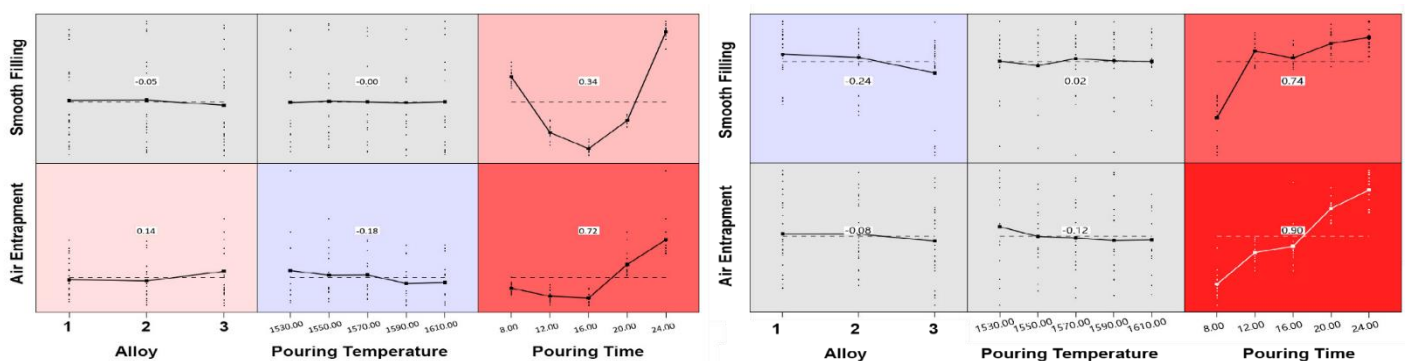 Smooth Filling
-0.05
-0.00
0.34
Air Entrapment
0.14
-0.18
0.72
1 2 3
1530.00 1550.00 1570.00 1590.00 1610.00
8.00 12.00 16.00 20.00 24.00
Alloy
Pouring Temperature
Pouring Time
Smooth Filling
-0.24
0.02
0.74
Air Entrapment
-0.08
-0.12
0.90
1 2 3
1530.00 1550.00 1570.00 1590.00 1610.00
8.00 12.00 16.00 20.00 24.00
Alloy
Pouring Temperature
Pouring Time